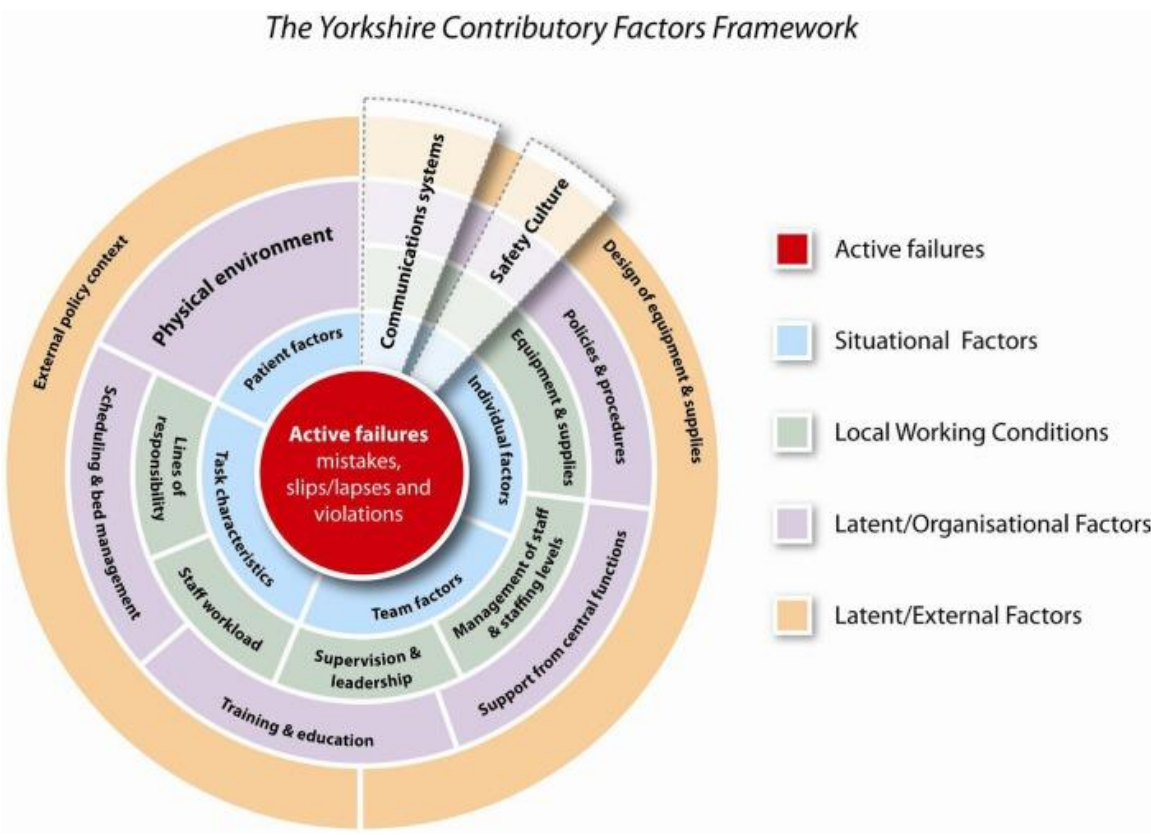 The Yorkshire Contributory Factors Framework
External policy context
Physical environment
Patient factors
Communications systems
Safety Culture
Design of equipment & supplies
Policies & procedures
Equipment & supplies
Individual factors
Scheduling & bed management
Lines of
responsibility
Task characteristics
Active failures
mistakes,
slips/lapses and
violations
Staff workload
Team factors
Management of staff
& staffing levels
Supervision &
leadership
Support from central functions
Training & education
Active failures
Situational Factors
Local Working Conditions
Latent/Organisational Factors
Latent/External Factors